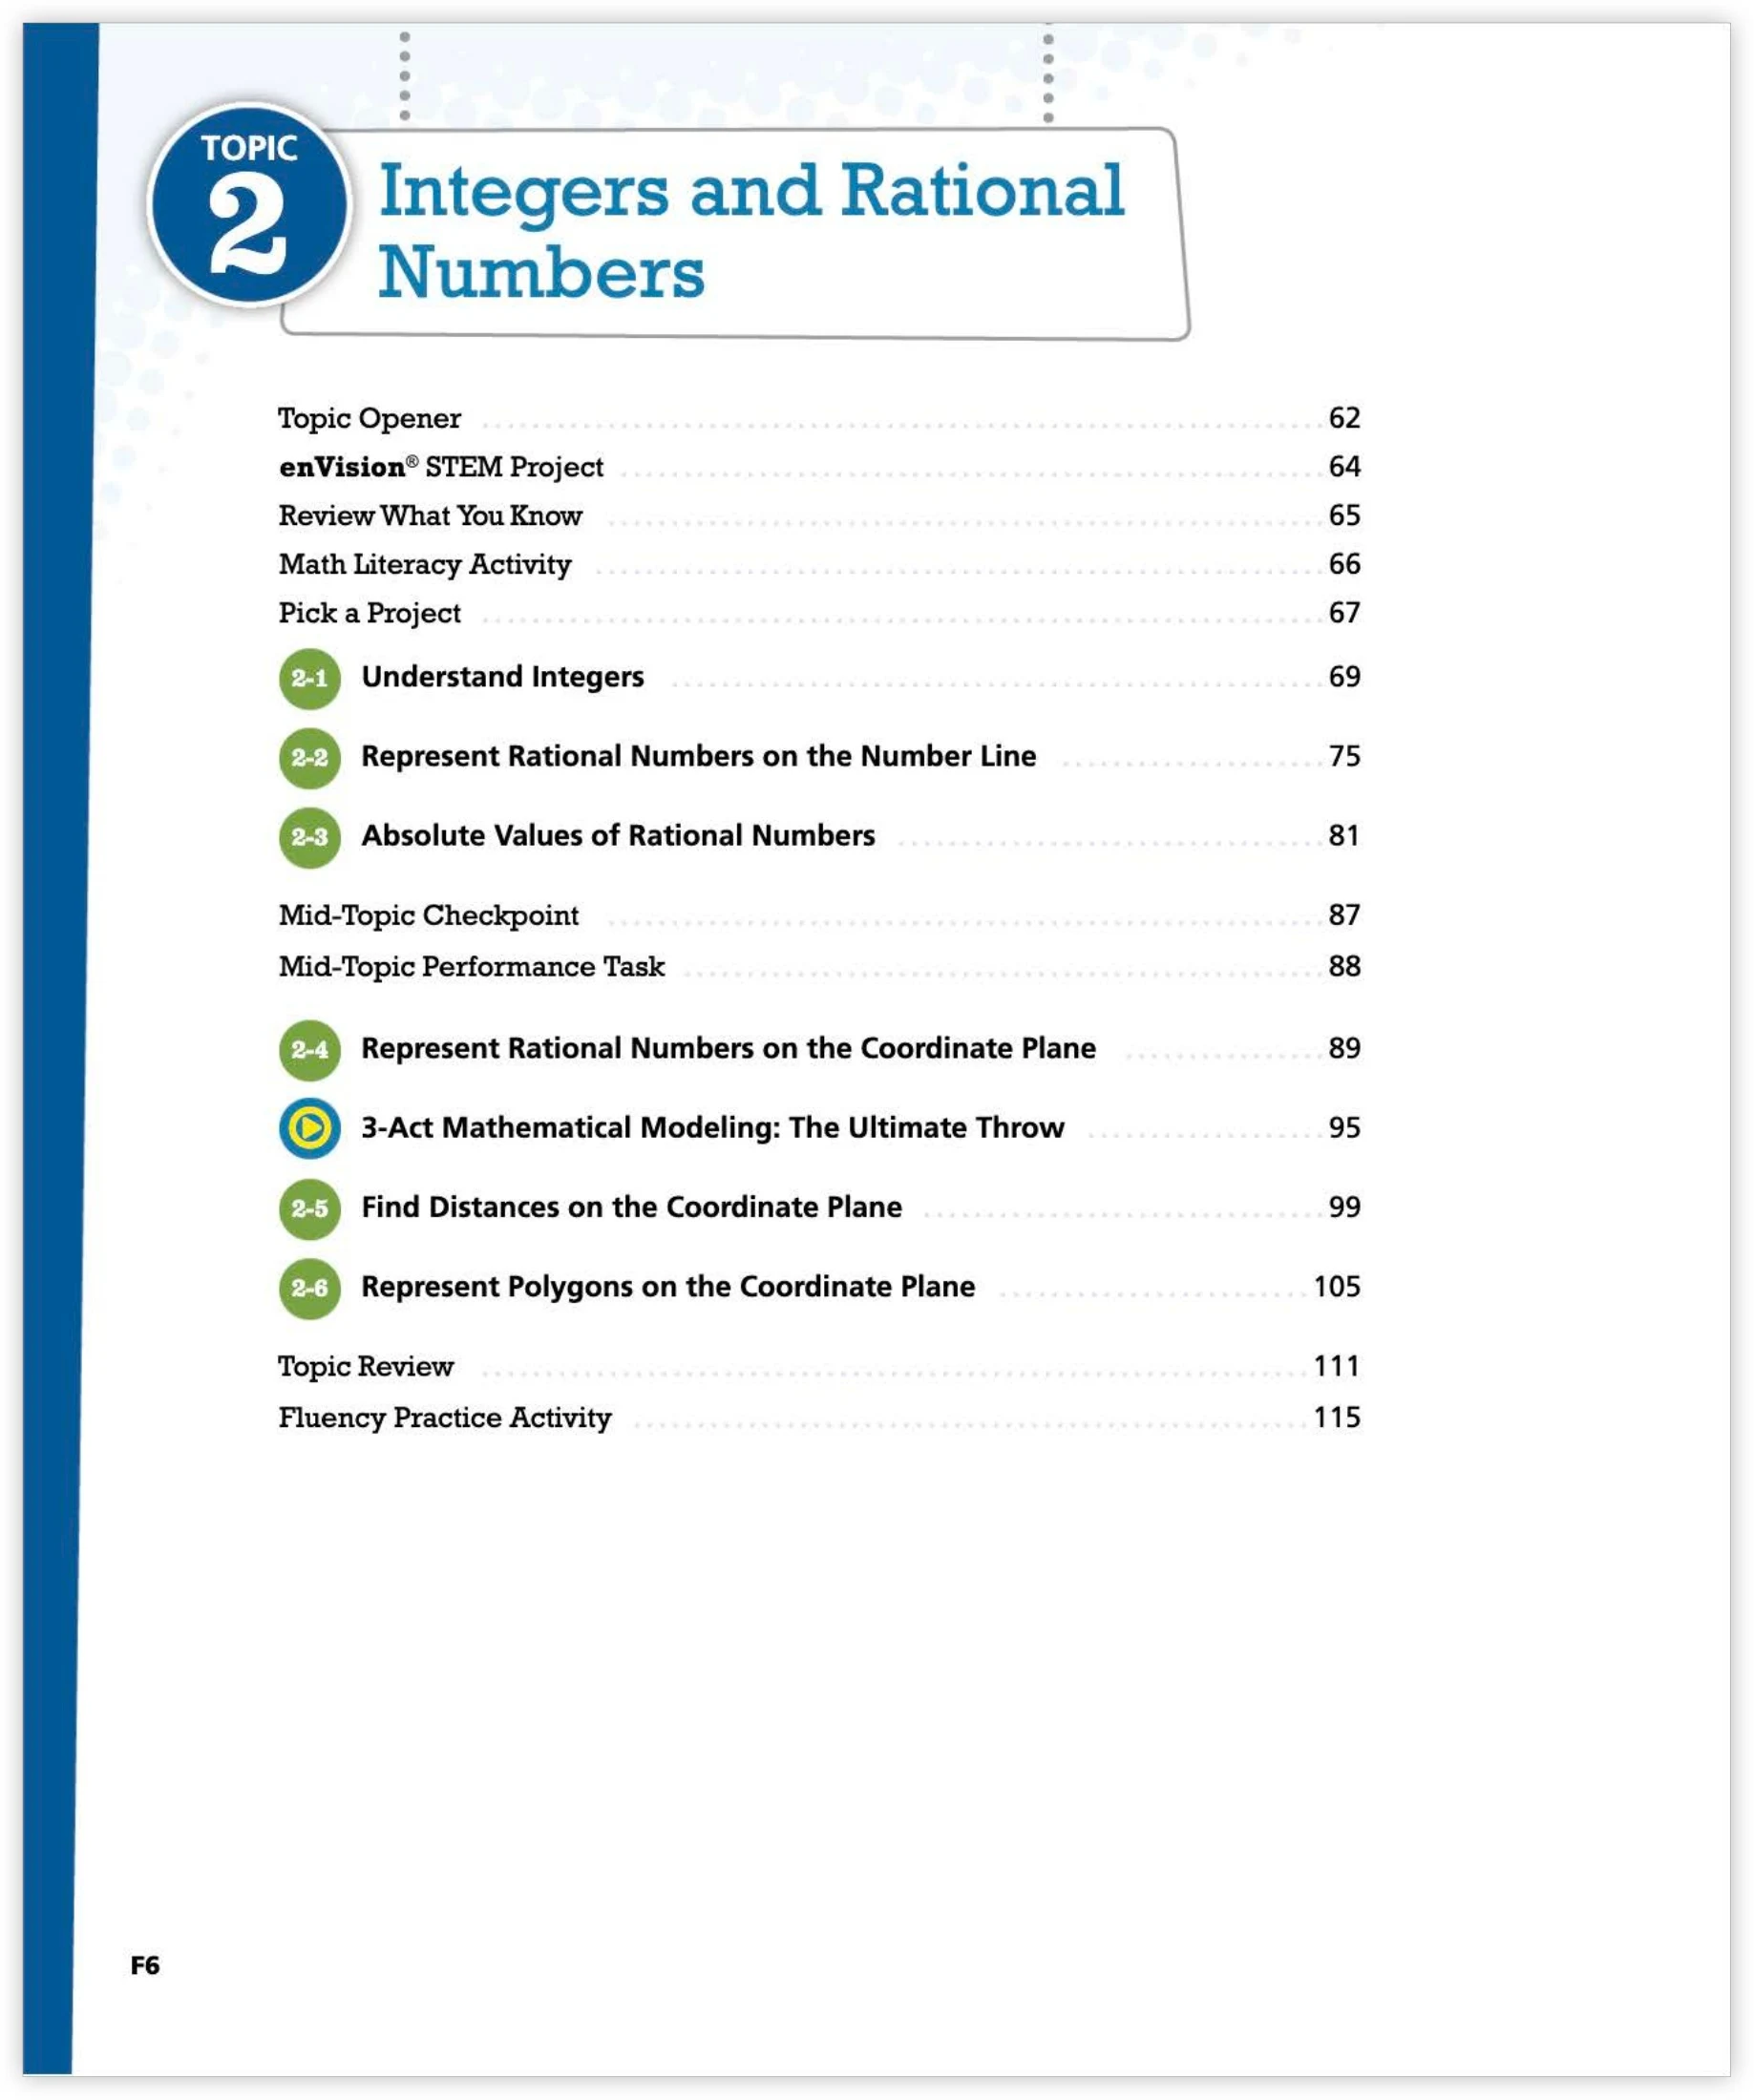 TOPIC
2
Integers and Rational
Numbers
Topic Opener 62
enVision® STEM Project 64
Review What You Know 65
Math Literacy Activity 66
Pick a Project 67
2-1 Understand Integers 69
2-2 Represent Rational Numbers on the Number Line 75
2-3 Absolute Values of Rational Numbers 81
Mid-Topic Checkpoint 87
Mid-Topic Performance Task 88
2-4 Represent Rational Numbers on the Coordinate Plane 89
3-Act Mathematical Modeling: The Ultimate Throw 95
2-5 Find Distances on the Coordinate Plane 99
2-6 Represent Polygons on the Coordinate Plane 105
Topic Review 111
Fluency Practice Activity 115
F6